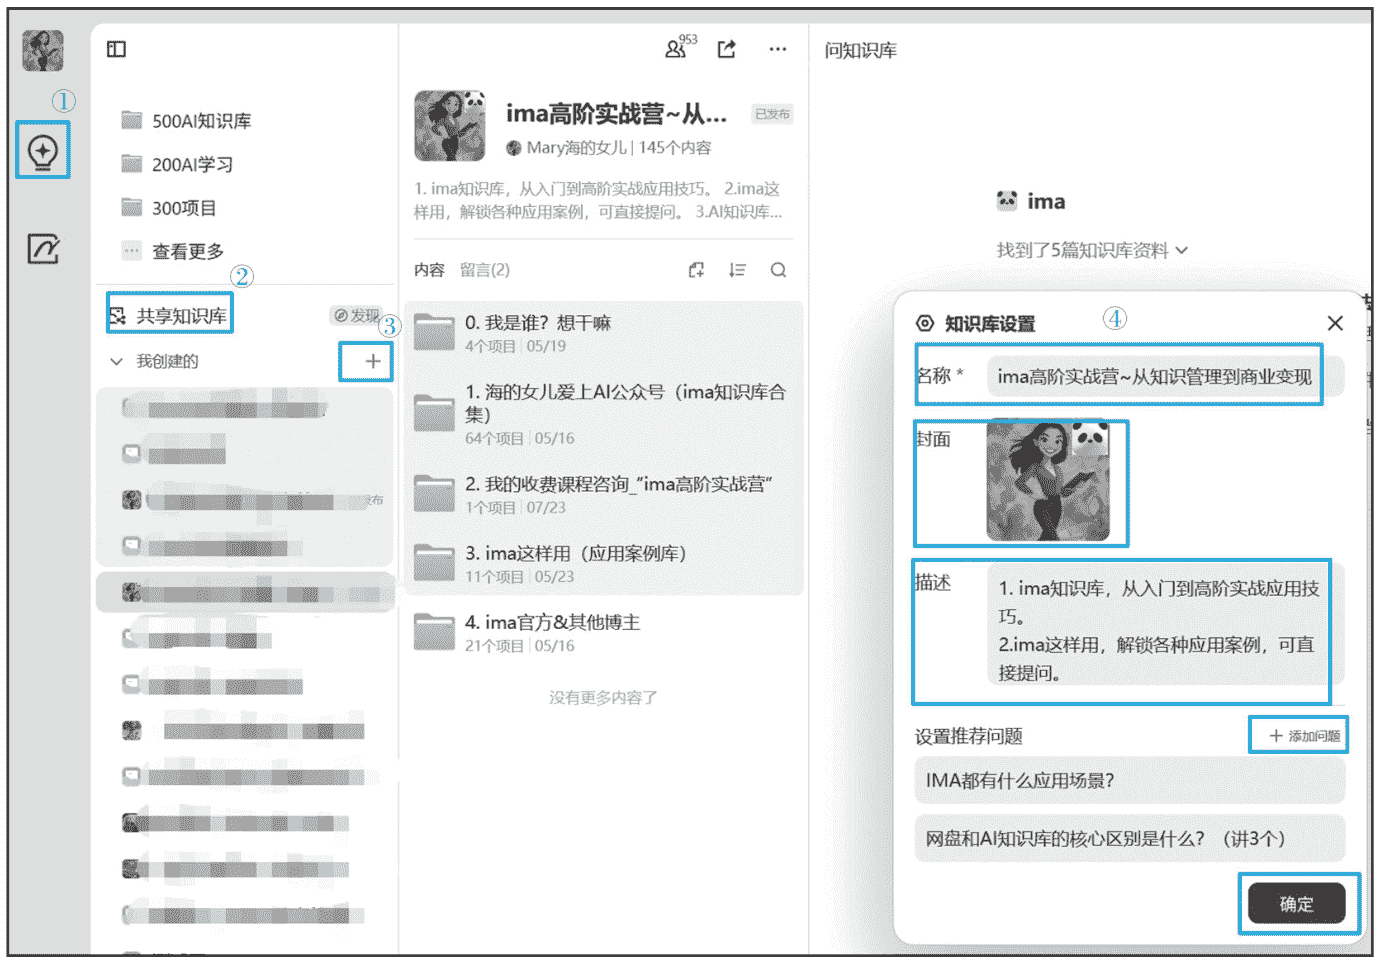 ①
500AI知识库
200AI学习
300项目
查看更多
②
共享知识库
发现
③
我创建的
953
ima高阶实战营~从...
已发布
Mary海的女儿 | 145个内容
1. ima知识库，从入门到高阶实战应用技巧。 2.ima这
样用，解锁各种应用案例，可直接提问。 3.AI知识库...
内容 留言(2)
0. 我是谁？想干嘛
4个项目 | 05/19
1. 海的女儿爱上AI公众号（ima知识库合
集）
64个项目 | 05/16
2. 我的收费课程咨询_“ima高阶实战营”
1个项目 | 07/23
3. ima这样用（应用案例库）
11个项目 | 05/23
4. ima官方&其他博主
21个项目 | 05/16
没有更多内容了
问知识库
ima
找到了5篇知识库资料
知识库设置
④
名称 *
ima高阶实战营~从知识管理到商业变现
封面
描述
1. ima知识库，从入门到高阶实战应用技
巧。
2.ima这样用，解锁各种应用案例，可直
接提问。
设置推荐问题
+ 添加问题
IMA都有什么应用场景？
网盘和AI知识库的核心区别是什么？（讲3个）
确定